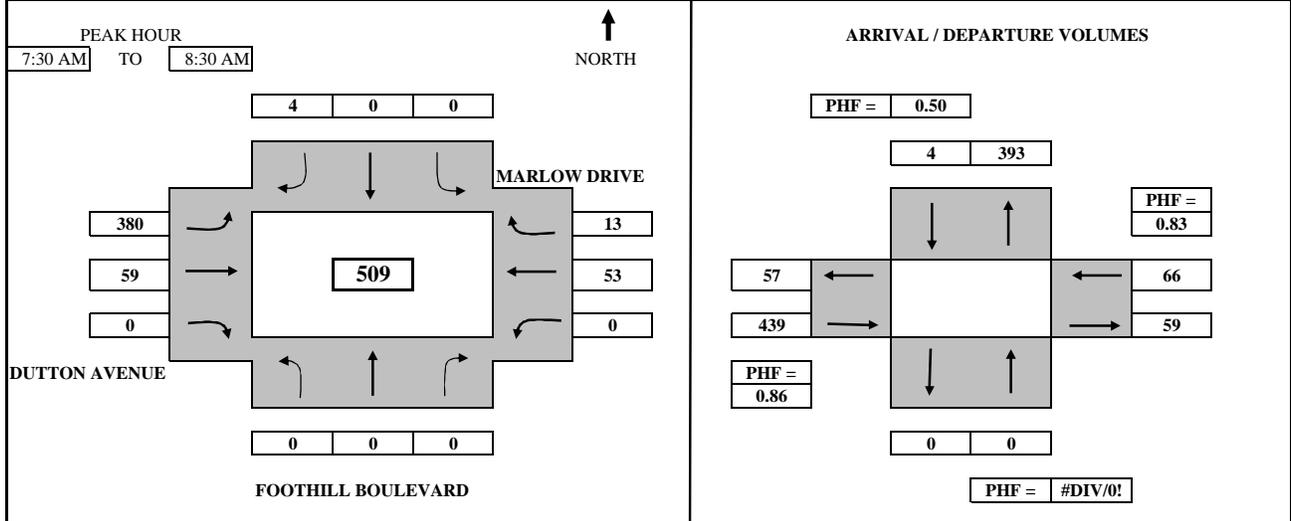 PEAK HOUR
7:30 AM TO 8:30 AM
NORTH
4 0 0
MARLOW DRIVE
380 13
59 509 53
0 0
DUTTON AVENUE
0 0 0
FOOTHILL BOULEVARD
ARRIVAL / DEPARTURE VOLUMES
PHF = 0.50
4 393
PHF =
0.83
57 66
439 59
PHF =
0.86
0 0
PHF = #DIV/0!